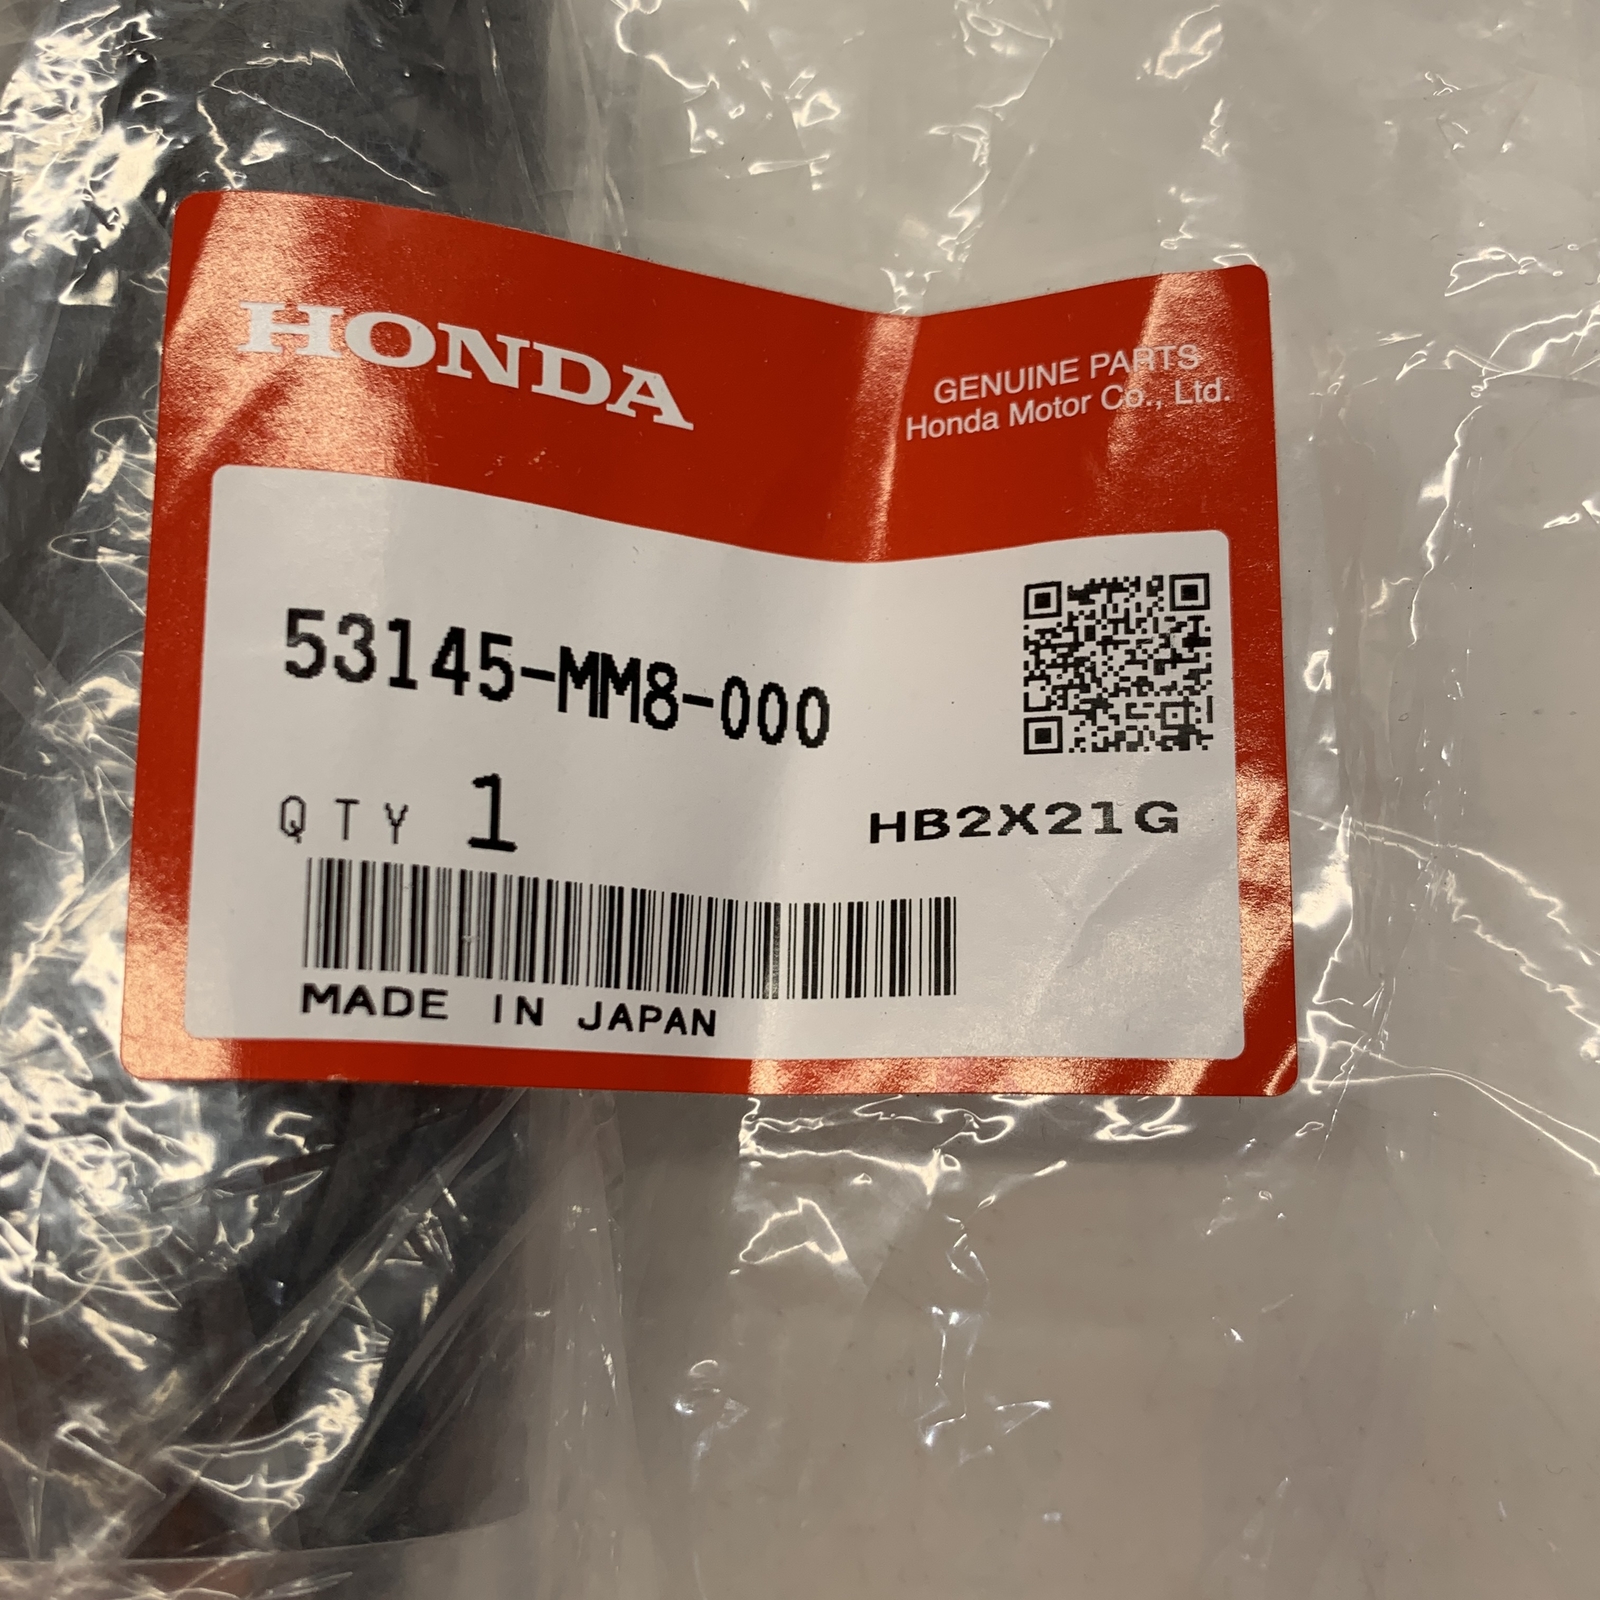 HONDA
GENUINE PARTS
Honda Motor Co., Ltd.
53145-MM8-000
QTY 1
HB2X21G
MADE IN JAPAN